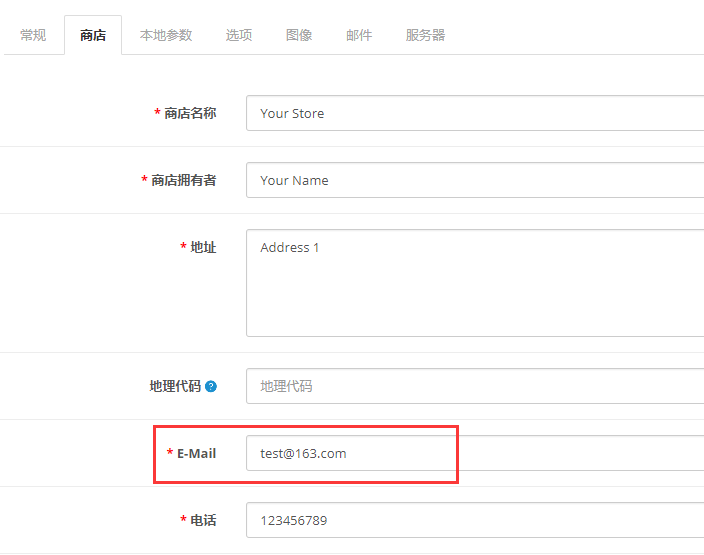 常规 商店 本地参数 选项 图像 邮件 服务器
* 商店名称 Your Store
* 商店拥有者 Your Name
* 地址 Address 1
地理代码 ? 地理代码
* E-Mail test@163.com
* 电话 123456789